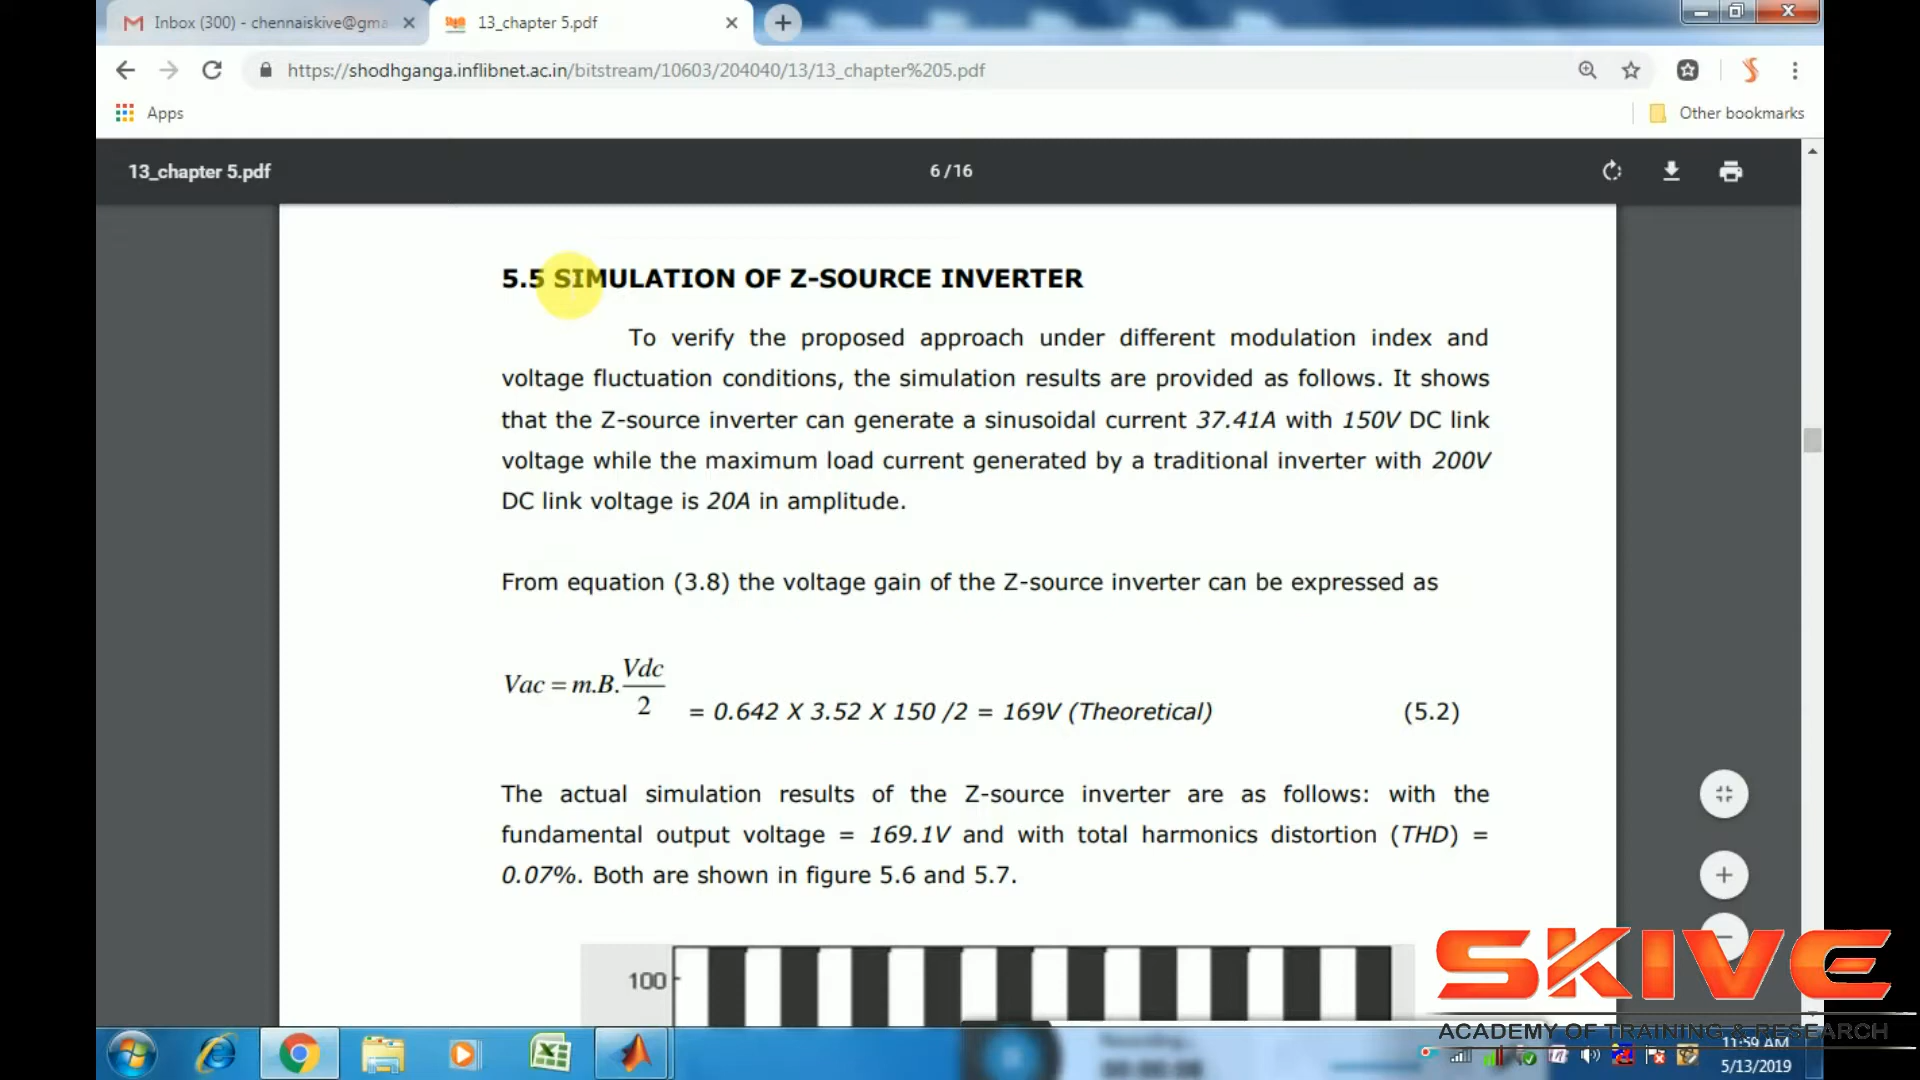 Inbox (300) - chennaiskive@gma
13_chapter 5.pdf
https://shodhganga.inflibnet.ac.in/bitstream/10603/204040/13/13_chapter%205.pdf
Apps
Other bookmarks
13_chapter 5.pdf
6 / 16
5.5 SIMULATION OF Z-SOURCE INVERTER
To verify the proposed approach under different modulation index and
voltage fluctuation conditions, the simulation results are provided as follows. It shows
that the Z-source inverter can generate a sinusoidal current 37.41A with 150V DC link
voltage while the maximum load current generated by a traditional inverter with 200V
DC link voltage is 20A in amplitude.
From equation (3.8) the voltage gain of the Z-source inverter can be expressed as
Vac = m.B. Vdc/2 = 0.642 X 3.52 X 150 /2 = 169V (Theoretical) (5.2)
The actual simulation results of the Z-source inverter are as follows: with the
fundamental output voltage = 169.1V and with total harmonics distortion (THD) =
0.07%. Both are shown in figure 5.6 and 5.7.
100
SKIVE
ACADEMY OF TRAINING & RESEARCH
11:59 AM
5/13/2019